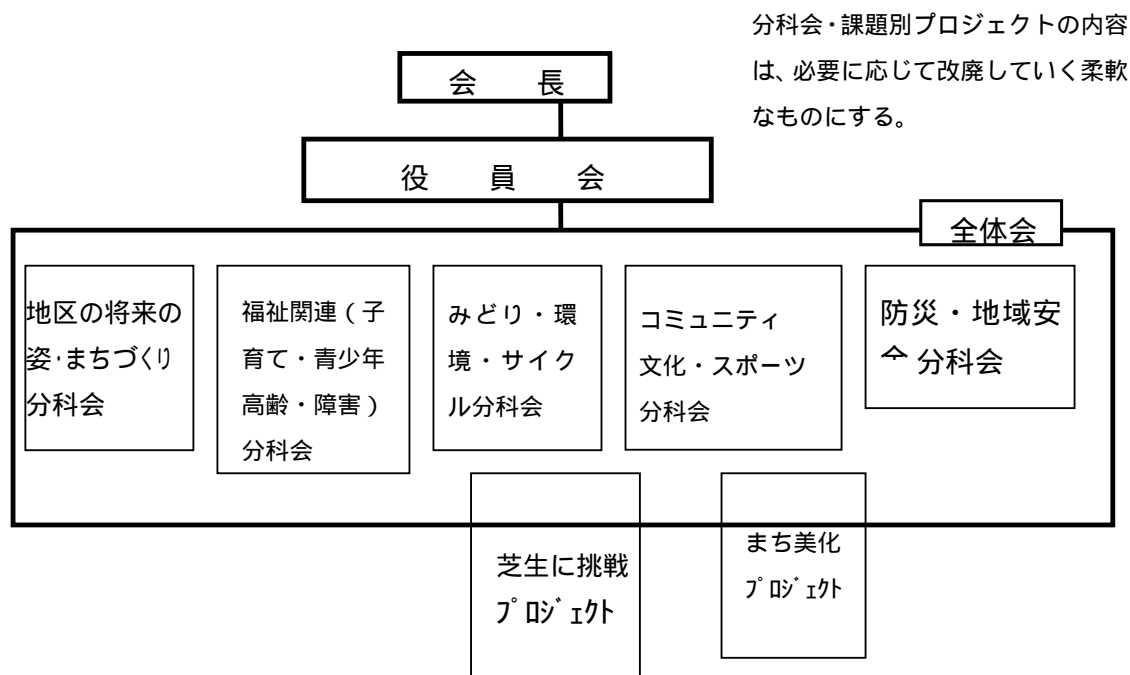 分科会・課題別プロジェクトの内容
は、必要に応じて改廃していく柔軟
なものにする。
会 長
役 員 会
全体会
地区の将来の
姿・まちづくり
分科会
福祉関連(子
育て・青少年
高齢・障害)
分科会
みどり・環
境・サイク
ル分科会
コミュニティ
文化・スポーツ
分科会
防災・地域安
全分科会
芝生に挑戦
プロジェクト
まち美化
プロジェクト